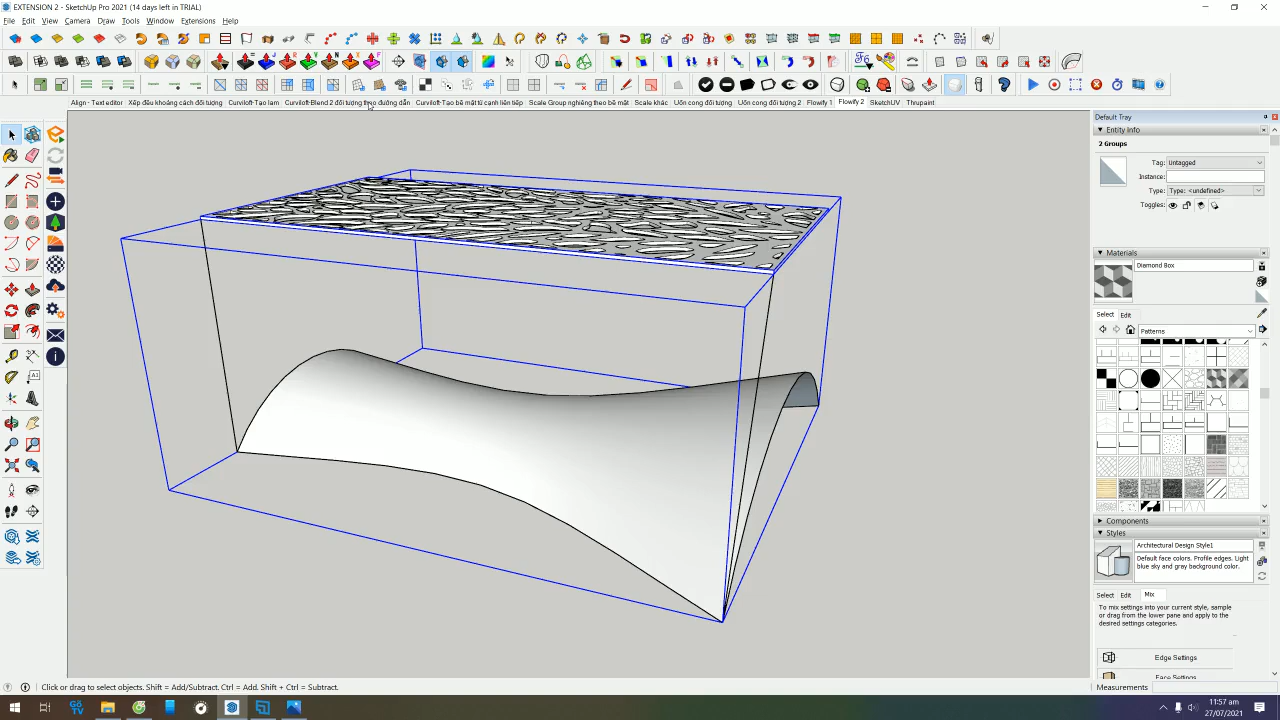 EXTENSION 2 - SketchUp Pro 2021 (14 days left in TRIAL)
File Edit View Camera Draw Tools Window Extensions Help
Align - Text editor Xếp đều khoảng cách đối tượng Curviloft-Tạo lam Curviloft-Blend 2 đối tượng theo đường dẫn Curviloft-Tạo bề mặt từ cạnh liên tiếp Scale Group nghiêng theo bề mặt Scale khác Uốn cong đối tượng Uốn cong đối tượng 2 Flowify 1 Flowify 2 SketchUV Thrupaint
Default Tray
Entity Info
2 Groups
Tag: Untagged
Instance:
Type: Type: <undefined>
Toggles:
Materials
Diamond Box
Select Edit
Patterns
Components
Styles
Architectural Design Style1
Default face colors. Profile edges. Light
blue sky and gray background color.
Select Edit Mix
To mix settings into your current style, sample
or drag from the lower pane and apply to the
desired settings categories.
Edge Settings
Face Settings
Click or drag to select objects. Shift = Add/Subtract. Ctrl = Add. Shift + Ctrl = Subtract.
Measurements
11:57 am
27/07/2021